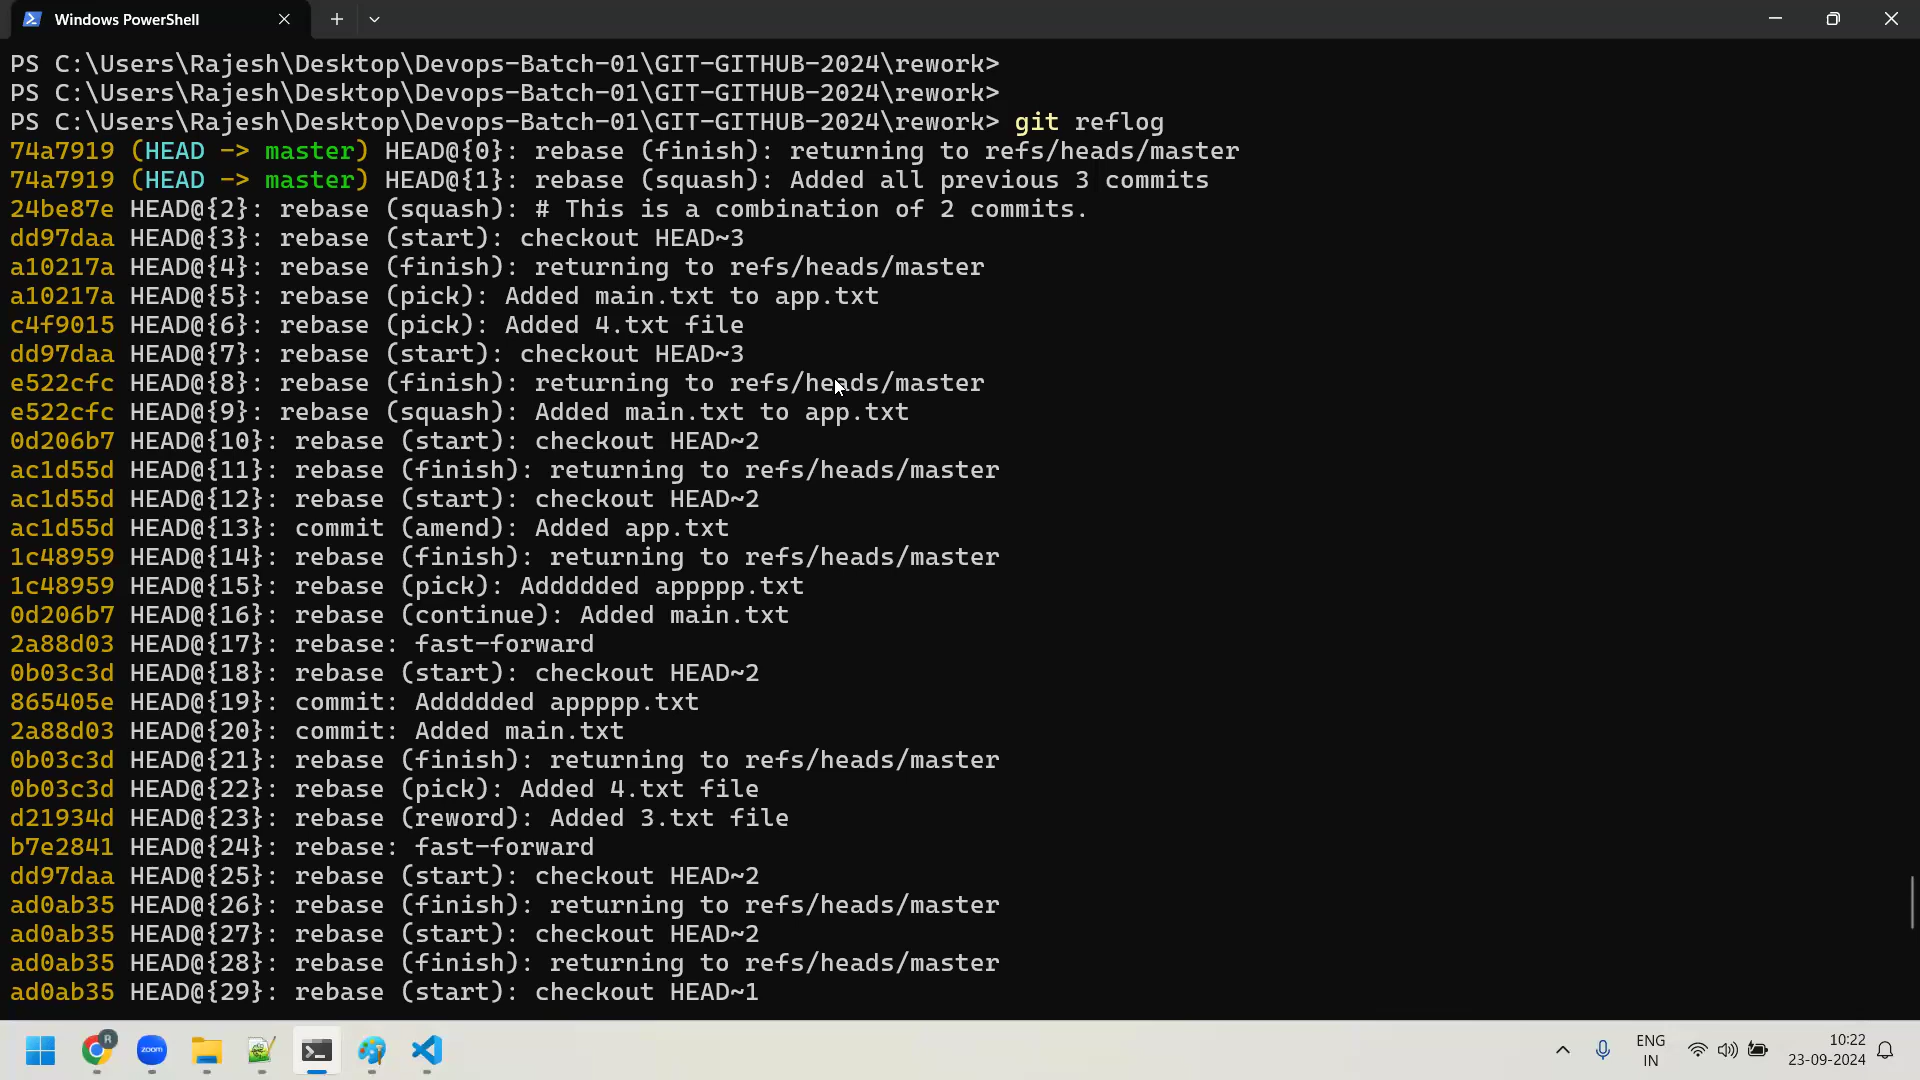 Windows PowerShell
PS C:\Users\Rajesh\Desktop\Devops-Batch-01\GIT-GITHUB-2024\rework>
PS C:\Users\Rajesh\Desktop\Devops-Batch-01\GIT-GITHUB-2024\rework>
PS C:\Users\Rajesh\Desktop\Devops-Batch-01\GIT-GITHUB-2024\rework> git reflog
74a7919 (HEAD -> master) HEAD@{0}: rebase (finish): returning to refs/heads/master
74a7919 (HEAD -> master) HEAD@{1}: rebase (squash): Added all previous 3 commits
24be87e HEAD@{2}: rebase (squash): # This is a combination of 2 commits.
dd97daa HEAD@{3}: rebase (start): checkout HEAD~3
a10217a HEAD@{4}: rebase (finish): returning to refs/heads/master
a10217a HEAD@{5}: rebase (pick): Added main.txt to app.txt
c4f9015 HEAD@{6}: rebase (pick): Added 4.txt file
dd97daa HEAD@{7}: rebase (start): checkout HEAD~3
e522cfc HEAD@{8}: rebase (finish): returning to refs/heads/master
e522cfc HEAD@{9}: rebase (squash): Added main.txt to app.txt
0d206b7 HEAD@{10}: rebase (start): checkout HEAD~2
ac1d55d HEAD@{11}: rebase (finish): returning to refs/heads/master
ac1d55d HEAD@{12}: rebase (start): checkout HEAD~2
ac1d55d HEAD@{13}: commit (amend): Added app.txt
1c48959 HEAD@{14}: rebase (finish): returning to refs/heads/master
1c48959 HEAD@{15}: rebase (pick): Addddded appppp.txt
0d206b7 HEAD@{16}: rebase (continue): Added main.txt
2a88d03 HEAD@{17}: rebase: fast-forward
0b03c3d HEAD@{18}: rebase (start): checkout HEAD~2
865405e HEAD@{19}: commit: Addddded appppp.txt
2a88d03 HEAD@{20}: commit: Added main.txt
0b03c3d HEAD@{21}: rebase (finish): returning to refs/heads/master
0b03c3d HEAD@{22}: rebase (pick): Added 4.txt file
d21934d HEAD@{23}: rebase (reword): Added 3.txt file
b7e2841 HEAD@{24}: rebase: fast-forward
dd97daa HEAD@{25}: rebase (start): checkout HEAD~2
ad0ab35 HEAD@{26}: rebase (finish): returning to refs/heads/master
ad0ab35 HEAD@{27}: rebase (start): checkout HEAD~2
ad0ab35 HEAD@{28}: rebase (finish): returning to refs/heads/master
ad0ab35 HEAD@{29}: rebase (start): checkout HEAD~1
R
zoom
ENG
IN
10:22
23-09-2024